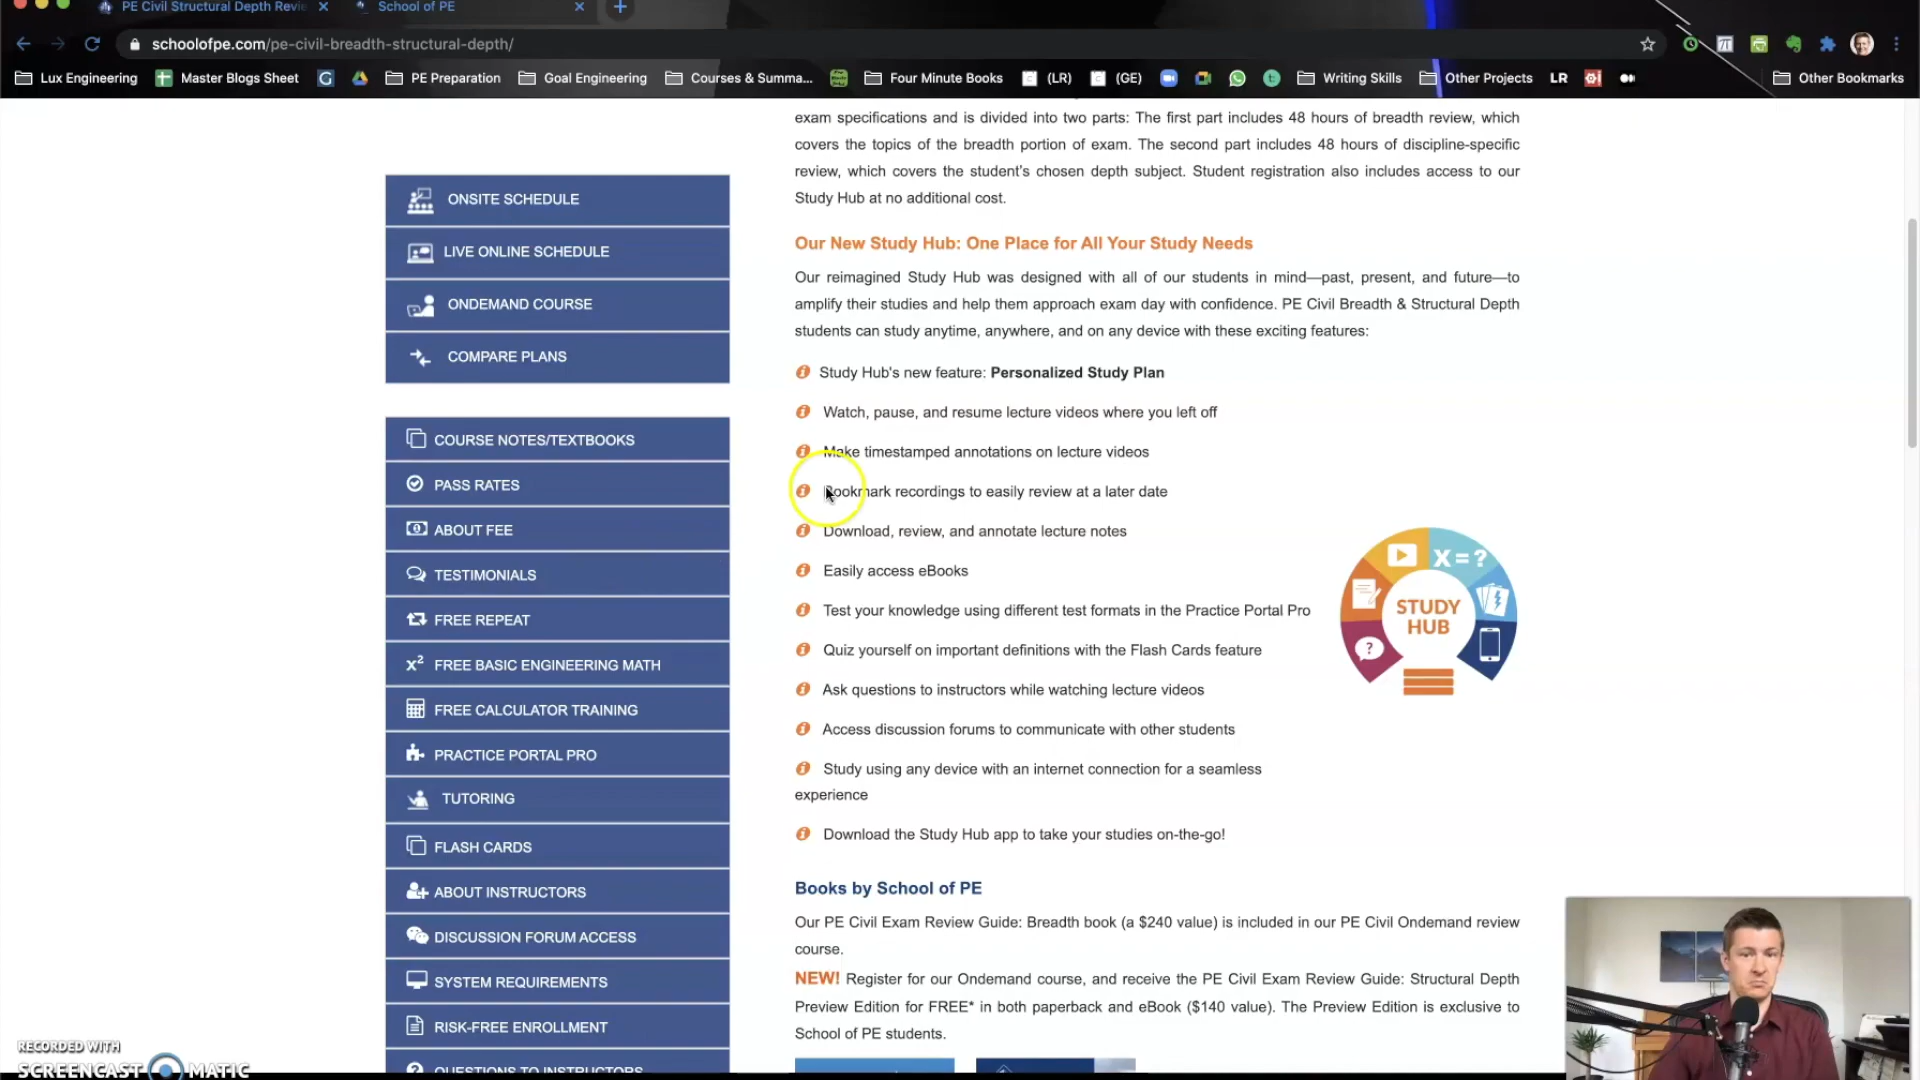 PE Civil Structural Depth Revie
School of PE
schoolofpe.com/pe-civil-breadth-structural-depth/
Lux Engineering
Master Blogs Sheet
PE Preparation
Goal Engineering
Courses & Summa...
Four Minute Books
(LR)
(GE)
Writing Skills
Other Projects
LR
Other Bookmarks
ONSITE SCHEDULE
LIVE ONLINE SCHEDULE
ONDEMAND COURSE
COMPARE PLANS
COURSE NOTES/TEXTBOOKS
PASS RATES
ABOUT FEE
TESTIMONIALS
FREE REPEAT
x² FREE BASIC ENGINEERING MATH
FREE CALCULATOR TRAINING
PRACTICE PORTAL PRO
TUTORING
FLASH CARDS
ABOUT INSTRUCTORS
DISCUSSION FORUM ACCESS
SYSTEM REQUIREMENTS
RISK-FREE ENROLLMENT
QUESTIONS TO INSTRUCTORS
exam specifications and is divided into two parts: The first part includes 48 hours of breadth review, which
covers the topics of the breadth portion of exam. The second part includes 48 hours of discipline-specific
review, which covers the student's chosen depth subject. Student registration also includes access to our
Study Hub at no additional cost.
Our New Study Hub: One Place for All Your Study Needs
Our reimagined Study Hub was designed with all of our students in mind—past, present, and future—to
amplify their studies and help them approach exam day with confidence. PE Civil Breadth & Structural Depth
students can study anytime, anywhere, and on any device with these exciting features:
Study Hub's new feature: Personalized Study Plan
Watch, pause, and resume lecture videos where you left off
Make timestamped annotations on lecture videos
Bookmark recordings to easily review at a later date
Download, review, and annotate lecture notes
Easily access eBooks
Test your knowledge using different test formats in the Practice Portal Pro
Quiz yourself on important definitions with the Flash Cards feature
Ask questions to instructors while watching lecture videos
Access discussion forums to communicate with other students
Study using any device with an internet connection for a seamless
experience
Download the Study Hub app to take your studies on-the-go!
X=?
STUDY
HUB
?
Books by School of PE
Our PE Civil Exam Review Guide: Breadth book (a $240 value) is included in our PE Civil Ondemand review
course.
NEW! Register for our Ondemand course, and receive the PE Civil Exam Review Guide: Structural Depth
Preview Edition for FREE* in both paperback and eBook ($140 value). The Preview Edition is exclusive to
School of PE students.
RECORDED WITH
SCREENCAST MATIC